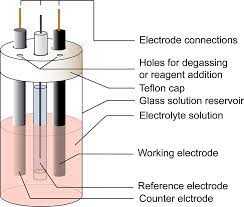 Electrode connections
Holes for degassing
or reagent addition
Teflon cap
Glass solution reservoir
Electrolyte solution
Working electrode
Reference electrode
Counter elctrode